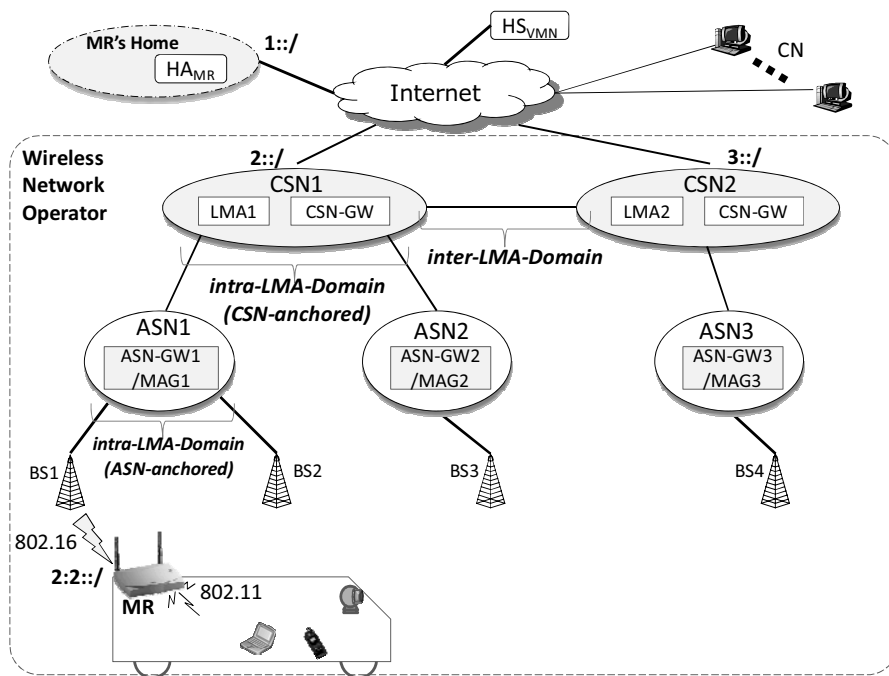 MR's Home
1::/
HA_MR
HS_VMN
CN
Internet
Wireless
Network
Operator
2::/
3::/
CSN1
CSN2
LMA1
CSN-GW
LMA2
CSN-GW
intra-LMA-Domain
(CSN-anchored)
inter-LMA-Domain
ASN1
ASN2
ASN3
ASN-GW1
/MAG1
ASN-GW2
/MAG2
ASN-GW3
/MAG3
intra-LMA-Domain
(ASN-anchored)
BS1
BS2
BS3
BS4
802.16
2:2::/
MR
802.11